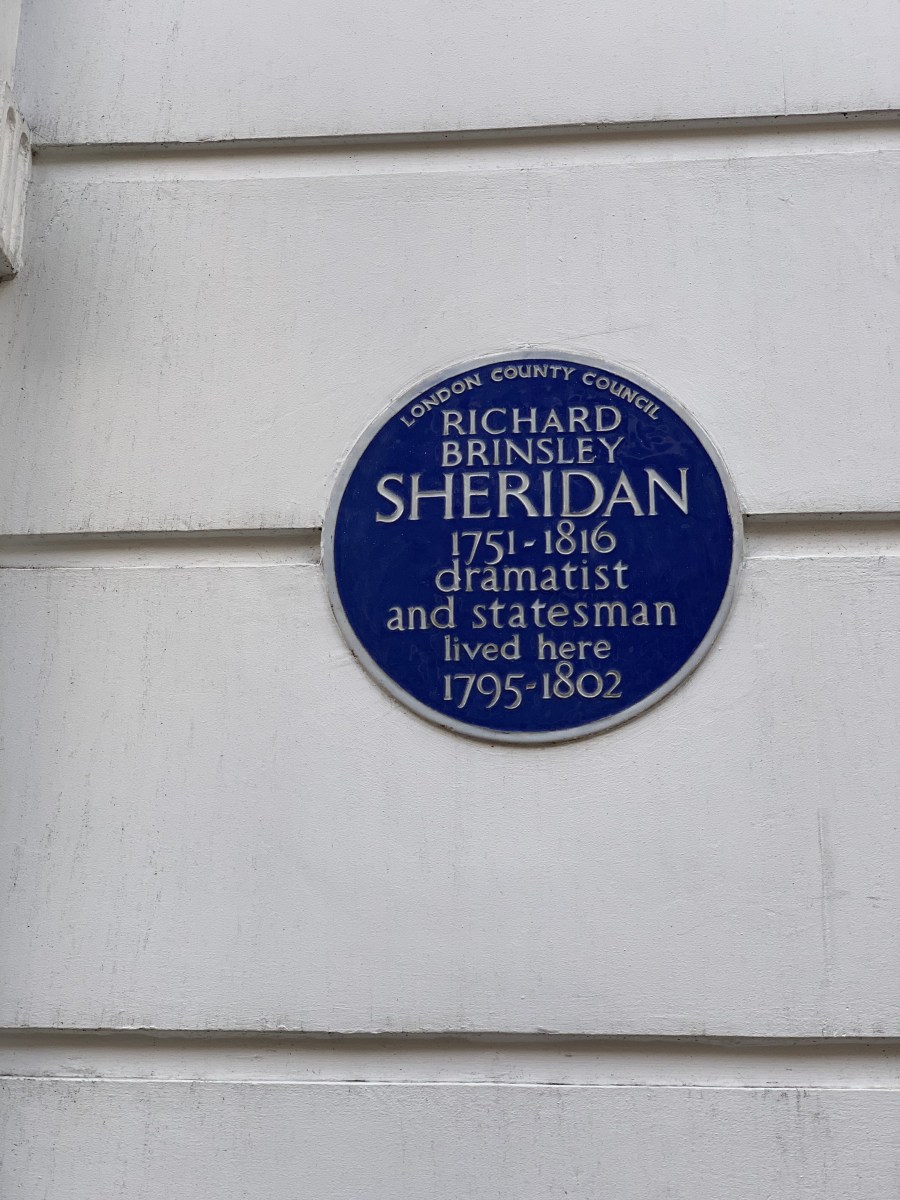 LONDON COUNTY COUNCIL
RICHARD
BRINSLEY
SHERIDAN
1751-1816
dramatist
and statesman
lived here
1795-1802